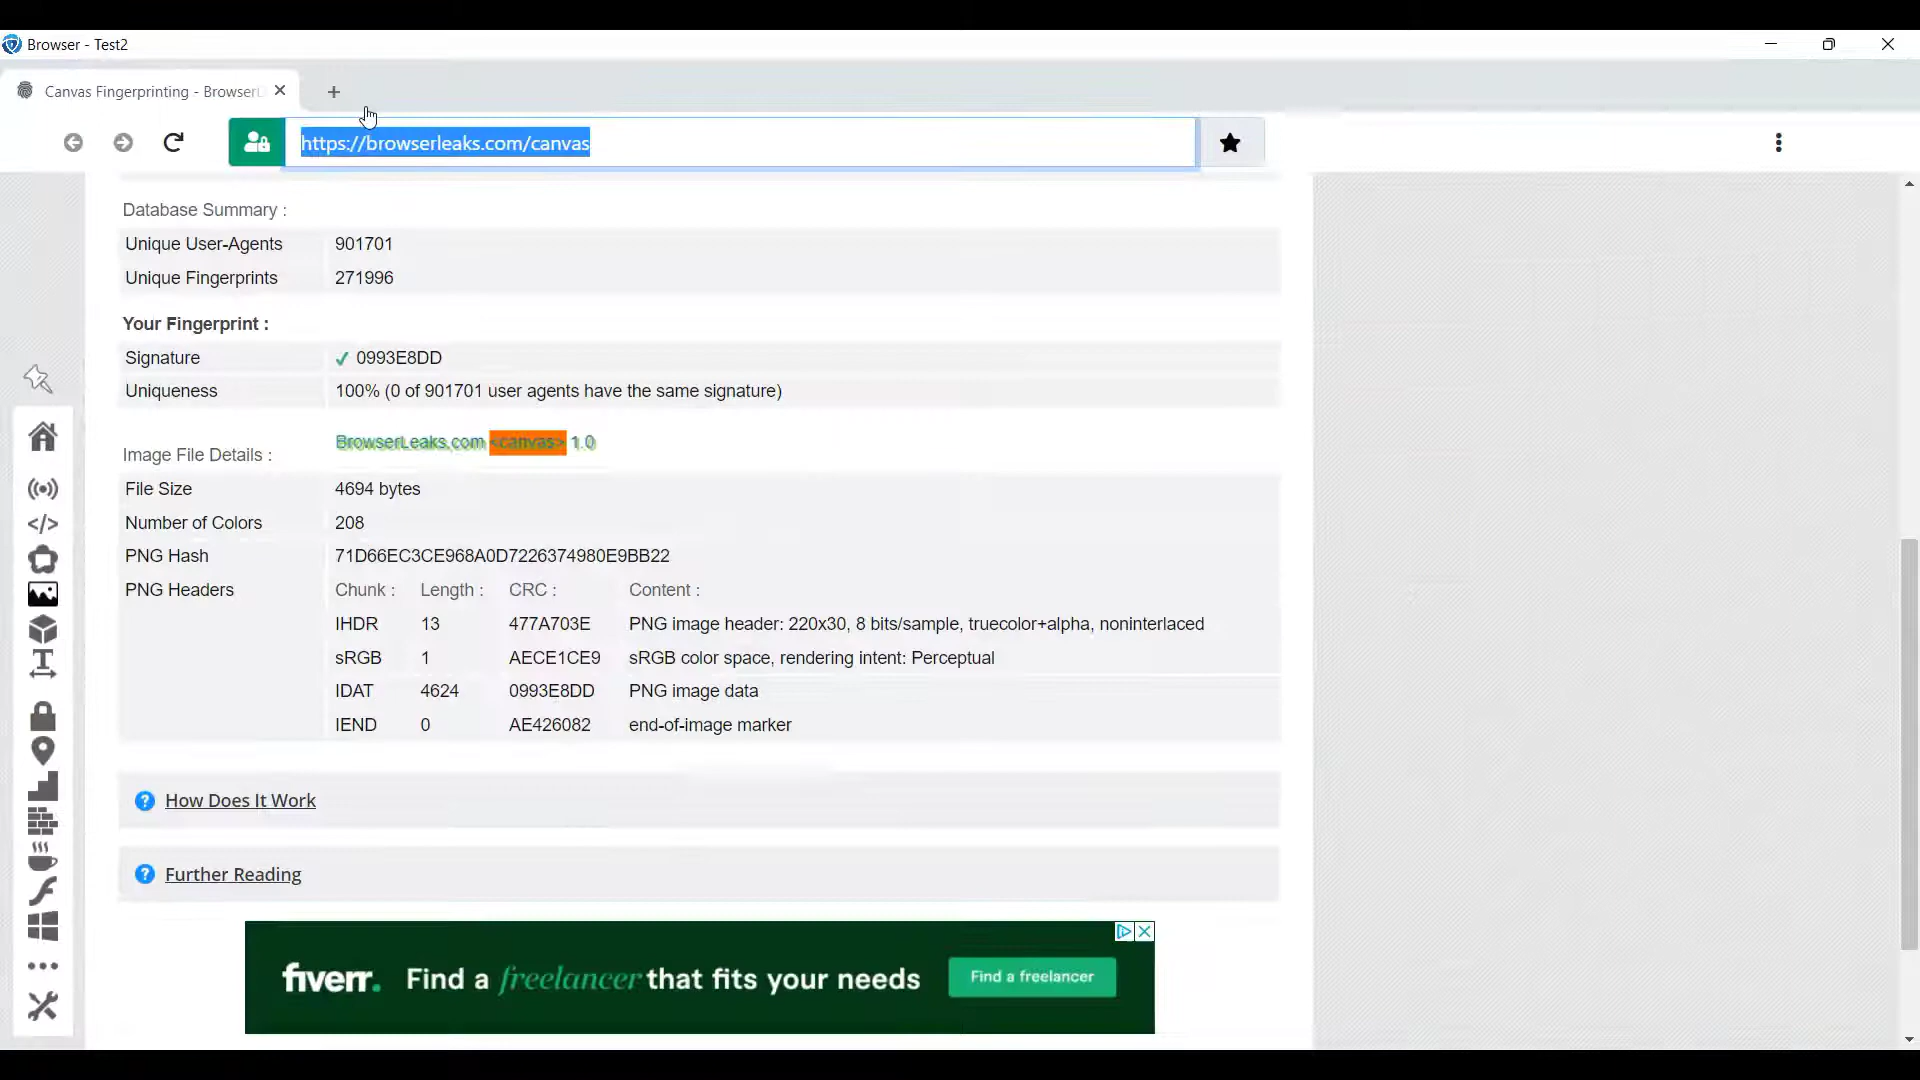 Browser - Test2
Canvas Fingerprinting - BrowserL
https://browserleaks.com/canvas
Database Summary :
Unique User-Agents 901701
Unique Fingerprints 271996
Your Fingerprint :
Signature ✓ 0993E8DD
Uniqueness 100% (0 of 901701 user agents have the same signature)
BrowserLeaks,com <canvas> 1.0
Image File Details :
File Size 4694 bytes
Number of Colors 208
PNG Hash 71D66EC3CE968A0D7226374980E9BB22
PNG Headers Chunk : Length : CRC : Content :
IHDR 13 477A703E PNG image header: 220x30, 8 bits/sample, truecolor+alpha, noninterlaced
sRGB 1 AECE1CE9 sRGB color space, rendering intent: Perceptual
IDAT 4624 0993E8DD PNG image data
IEND 0 AE426082 end-of-image marker
How Does It Work
Further Reading
fiverr. Find a freelancer that fits your needs Find a freelancer